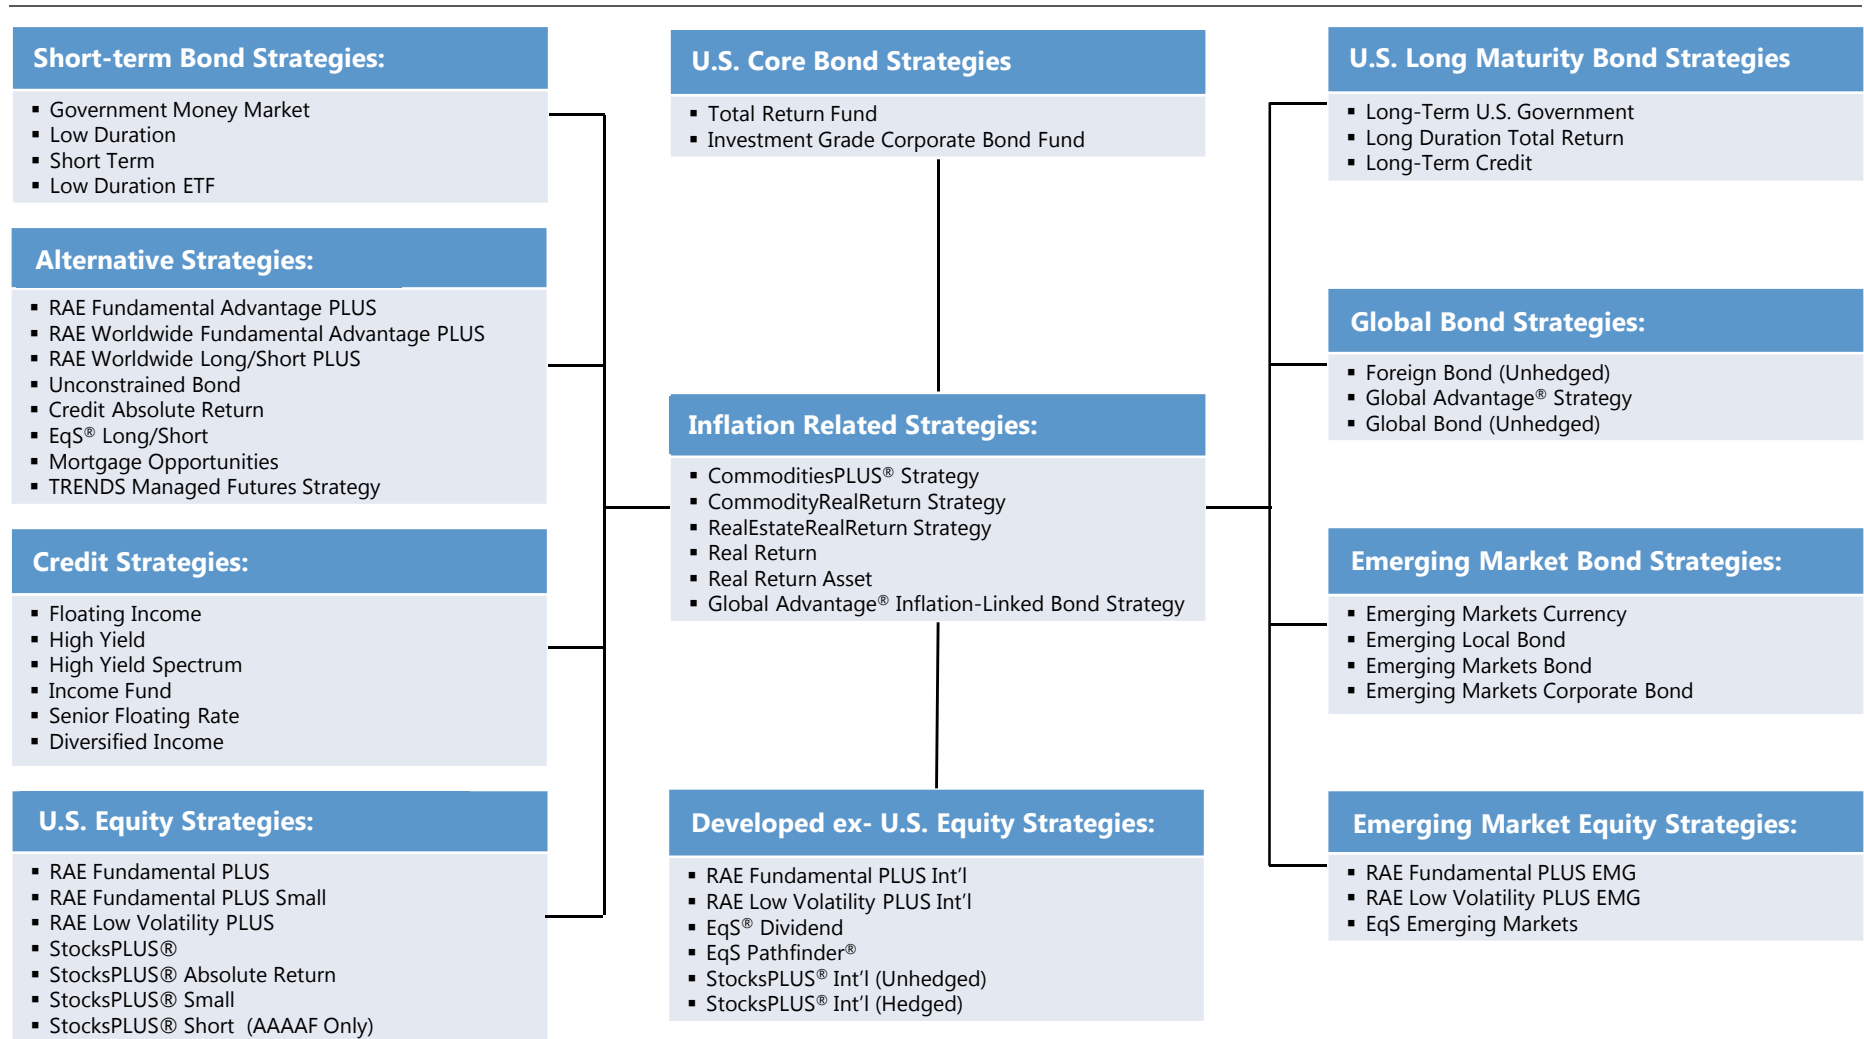 Short-term Bond Strategies:
▪ Government Money Market
▪ Low Duration
▪ Short Term
▪ Low Duration ETF
Alternative Strategies:
▪ RAE Fundamental Advantage PLUS
▪ RAE Worldwide Fundamental Advantage PLUS
▪ RAE Worldwide Long/Short PLUS
▪ Unconstrained Bond
▪ Credit Absolute Return
▪ EqS® Long/Short
▪ Mortgage Opportunities
▪ TRENDS Managed Futures Strategy
Credit Strategies:
▪ Floating Income
▪ High Yield
▪ High Yield Spectrum
▪ Income Fund
▪ Senior Floating Rate
▪ Diversified Income
U.S. Equity Strategies:
▪ RAE Fundamental PLUS
▪ RAE Fundamental PLUS Small
▪ RAE Low Volatility PLUS
▪ StocksPLUS®
▪ StocksPLUS® Absolute Return
▪ StocksPLUS® Small
▪ StocksPLUS® Short (AAAAF Only)
U.S. Core Bond Strategies
▪ Total Return Fund
▪ Investment Grade Corporate Bond Fund
Inflation Related Strategies:
▪ CommoditiesPLUS® Strategy
▪ CommodityRealReturn Strategy
▪ RealEstateRealReturn Strategy
▪ Real Return
▪ Real Return Asset
▪ Global Advantage® Inflation-Linked Bond Strategy
Developed ex- U.S. Equity Strategies:
▪ RAE Fundamental PLUS Int’l
▪ RAE Low Volatility PLUS Int’l
▪ EqS® Dividend
▪ EqS Pathfinder®
▪ StocksPLUS® Int’l (Unhedged)
▪ StocksPLUS® Int’l (Hedged)
U.S. Long Maturity Bond Strategies
▪ Long-Term U.S. Government
▪ Long Duration Total Return
▪ Long-Term Credit
Global Bond Strategies:
▪ Foreign Bond (Unhedged)
▪ Global Advantage® Strategy
▪ Global Bond (Unhedged)
Emerging Market Bond Strategies:
▪ Emerging Markets Currency
▪ Emerging Local Bond
▪ Emerging Markets Bond
▪ Emerging Markets Corporate Bond
Emerging Market Equity Strategies:
▪ RAE Fundamental PLUS EMG
▪ RAE Low Volatility PLUS EMG
▪ EqS Emerging Markets